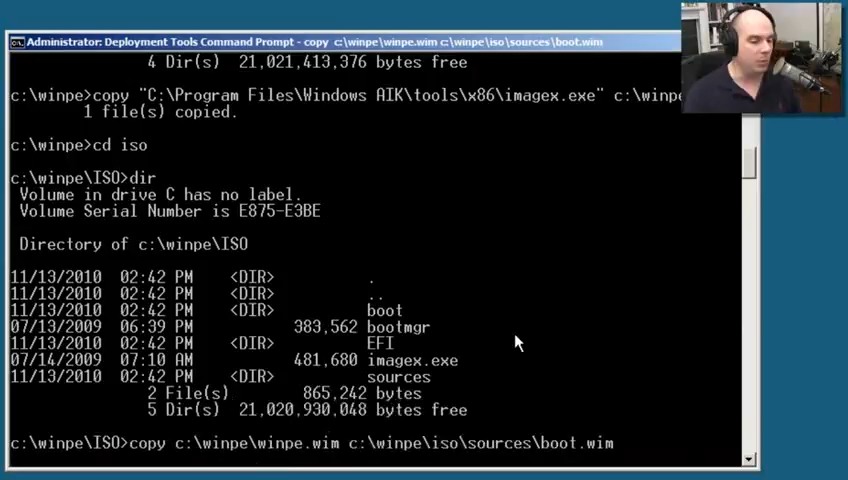 Administrator: Deployment Tools Command Prompt - copy c:\winpe\winpe.wim c:\winpe\iso\sources\boot.wim
4 Dir(s) 21,021,413,376 bytes free
c:\winpe>copy "C:\Program Files\Windows AIK\tools\x86\imagex.exe" c:\winpe
1 file(s) copied.
c:\winpe>cd iso
c:\winpe\ISO>dir
Volume in drive C has no label.
Volume Serial Number is E875-E3BE
Directory of c:\winpe\ISO
11/13/2010 02:42 PM <DIR> .
11/13/2010 02:42 PM <DIR> ..
11/13/2010 02:42 PM <DIR> boot
07/13/2009 06:39 PM 383,562 bootmgr
11/13/2010 02:42 PM <DIR> EFI
07/14/2009 07:10 AM 481,680 imagex.exe
11/13/2010 02:42 PM <DIR> sources
2 File(s) 865,242 bytes
5 Dir(s) 21,020,930,048 bytes free
c:\winpe\ISO>copy c:\winpe\winpe.wim c:\winpe\iso\sources\boot.wim